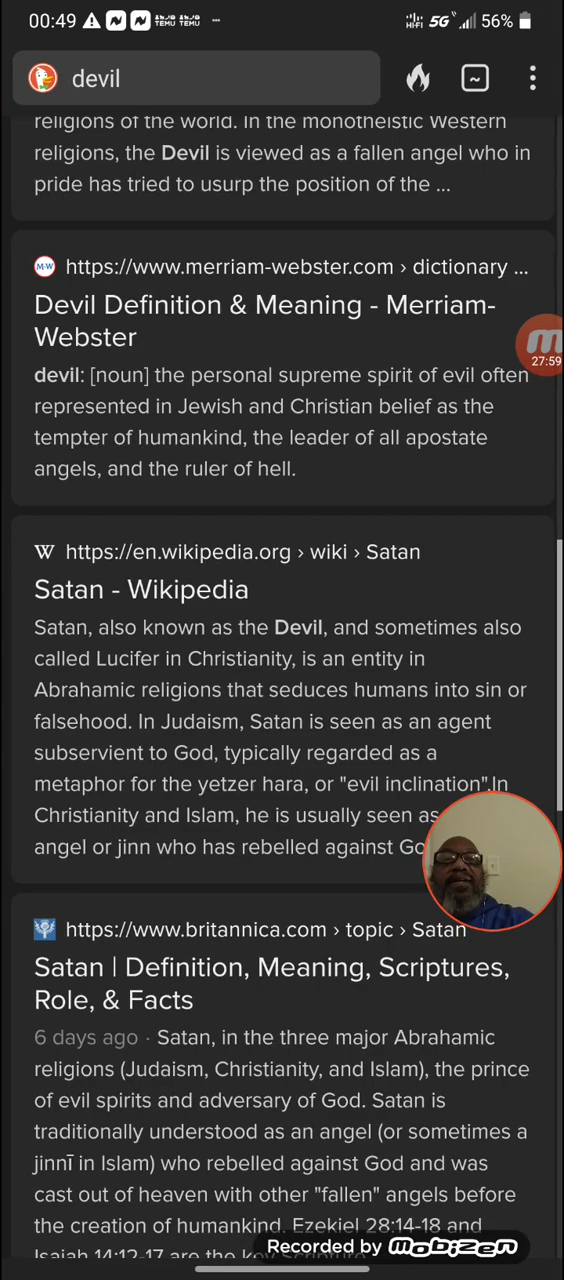 00:49 TEMU TEMU 5G 56%
devil
religions of the world. In the monotheistic Western
religions, the Devil is viewed as a fallen angel who in
pride has tried to usurp the position of the ...
M-W https://www.merriam-webster.com › dictionary ...
Devil Definition & Meaning - Merriam-
Webster
27:59
devil: [noun] the personal supreme spirit of evil often
represented in Jewish and Christian belief as the
tempter of humankind, the leader of all apostate
angels, and the ruler of hell.
W https://en.wikipedia.org › wiki › Satan
Satan - Wikipedia
Satan, also known as the Devil, and sometimes also
called Lucifer in Christianity, is an entity in
Abrahamic religions that seduces humans into sin or
falsehood. In Judaism, Satan is seen as an agent
subservient to God, typically regarded as a
metaphor for the yetzer hara, or "evil inclination".In
Christianity and Islam, he is usually seen as
angel or jinn who has rebelled against
https://www.britannica.com › topic › Satan
Satan | Definition, Meaning, Scriptures,
Role, & Facts
6 days ago · Satan, in the three major Abrahamic
religions (Judaism, Christianity, and Islam), the prince
of evil spirits and adversary of God. Satan is
traditionally understood as an angel (or sometimes a
jinnī in Islam) who rebelled against God and was
cast out of heaven with other "fallen" angels before
the creation of humankind. Ezekiel 28:14-18 and
Isaiah 14:12-17 are the key Scripture
Recorded by mobizen